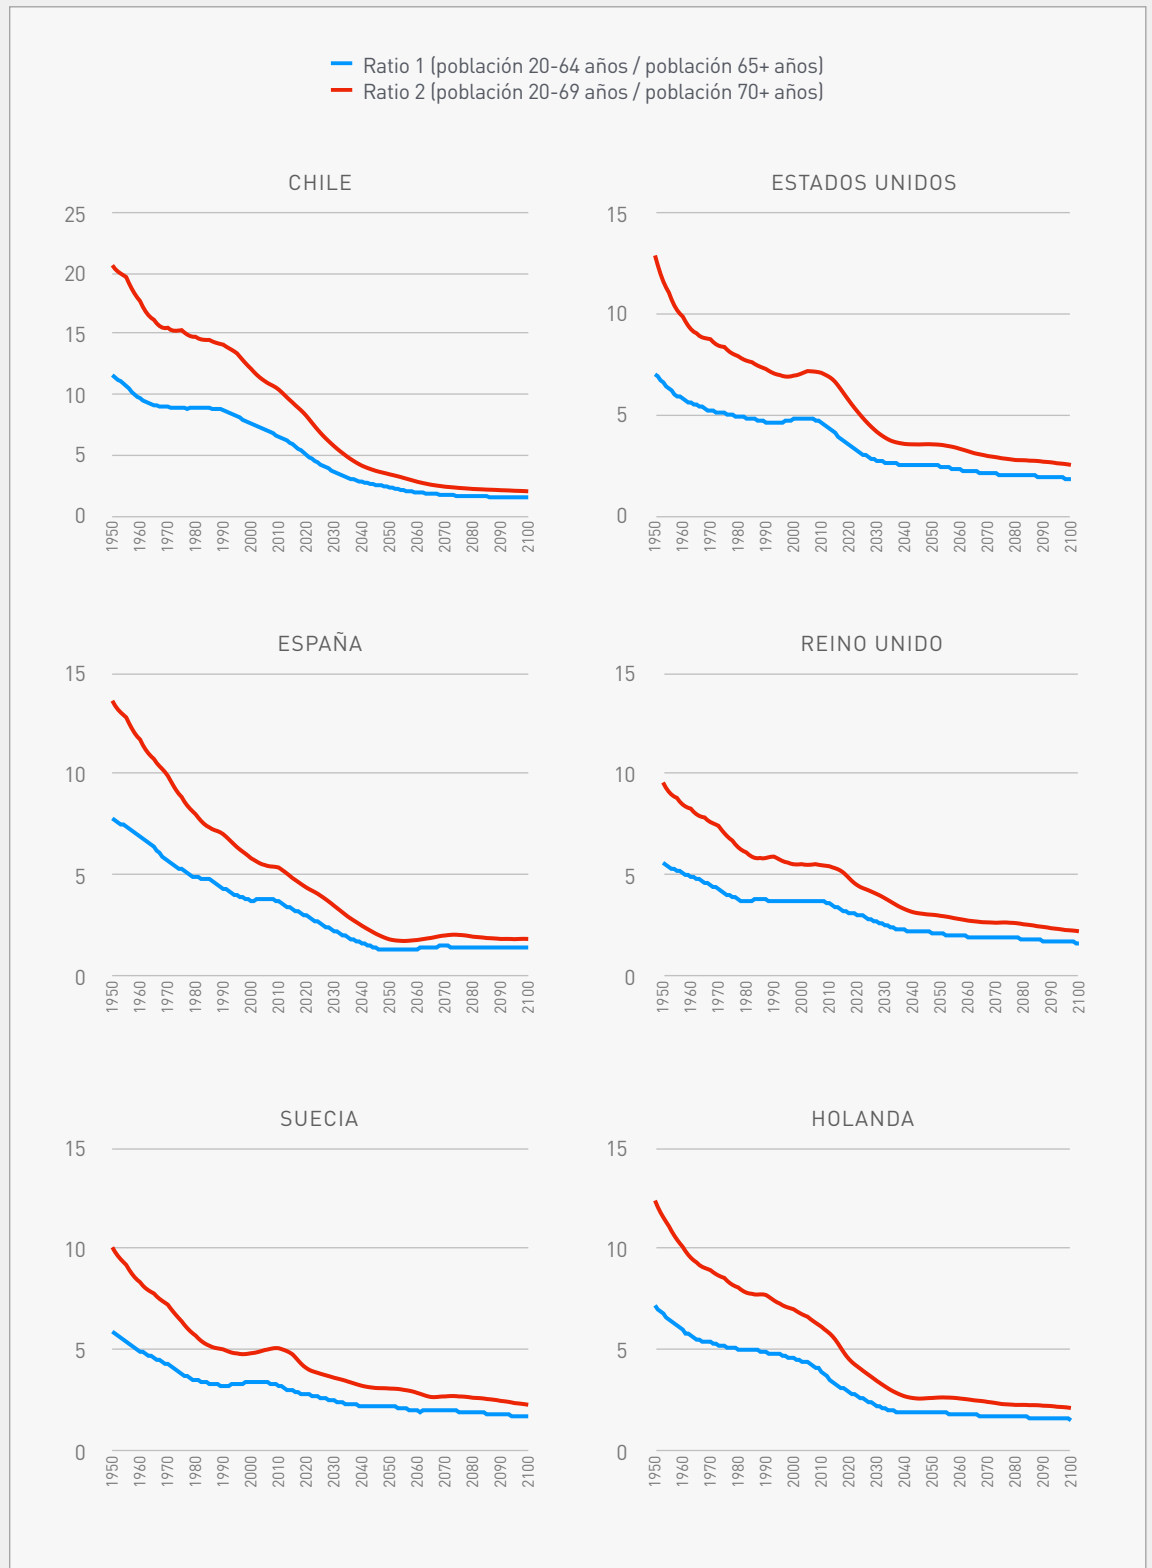 Ratio 1 (población 20-64 años / población 65+ años)
Ratio 2 (población 20-69 años / población 70+ años)
CHILE
25
20
15
10
5
0
1950 1960 1970 1980 1990 2000 2010 2020 2030 2040 2050 2060 2070 2080 2090 2100
ESTADOS UNIDOS
15
10
5
0
1950 1960 1970 1980 1990 2000 2010 2020 2030 2040 2050 2060 2070 2080 2090 2100
ESPAÑA
15
10
5
0
1950 1960 1970 1980 1990 2000 2010 2020 2030 2040 2050 2060 2070 2080 2090 2100
REINO UNIDO
15
10
5
0
1950 1960 1970 1980 1990 2000 2010 2020 2030 2040 2050 2060 2070 2080 2090 2100
SUECIA
15
10
5
0
1950 1960 1970 1980 1990 2000 2010 2020 2030 2040 2050 2060 2070 2080 2090 2100
HOLANDA
15
10
5
0
1950 1960 1970 1980 1990 2000 2010 2020 2030 2040 2050 2060 2070 2080 2090 2100